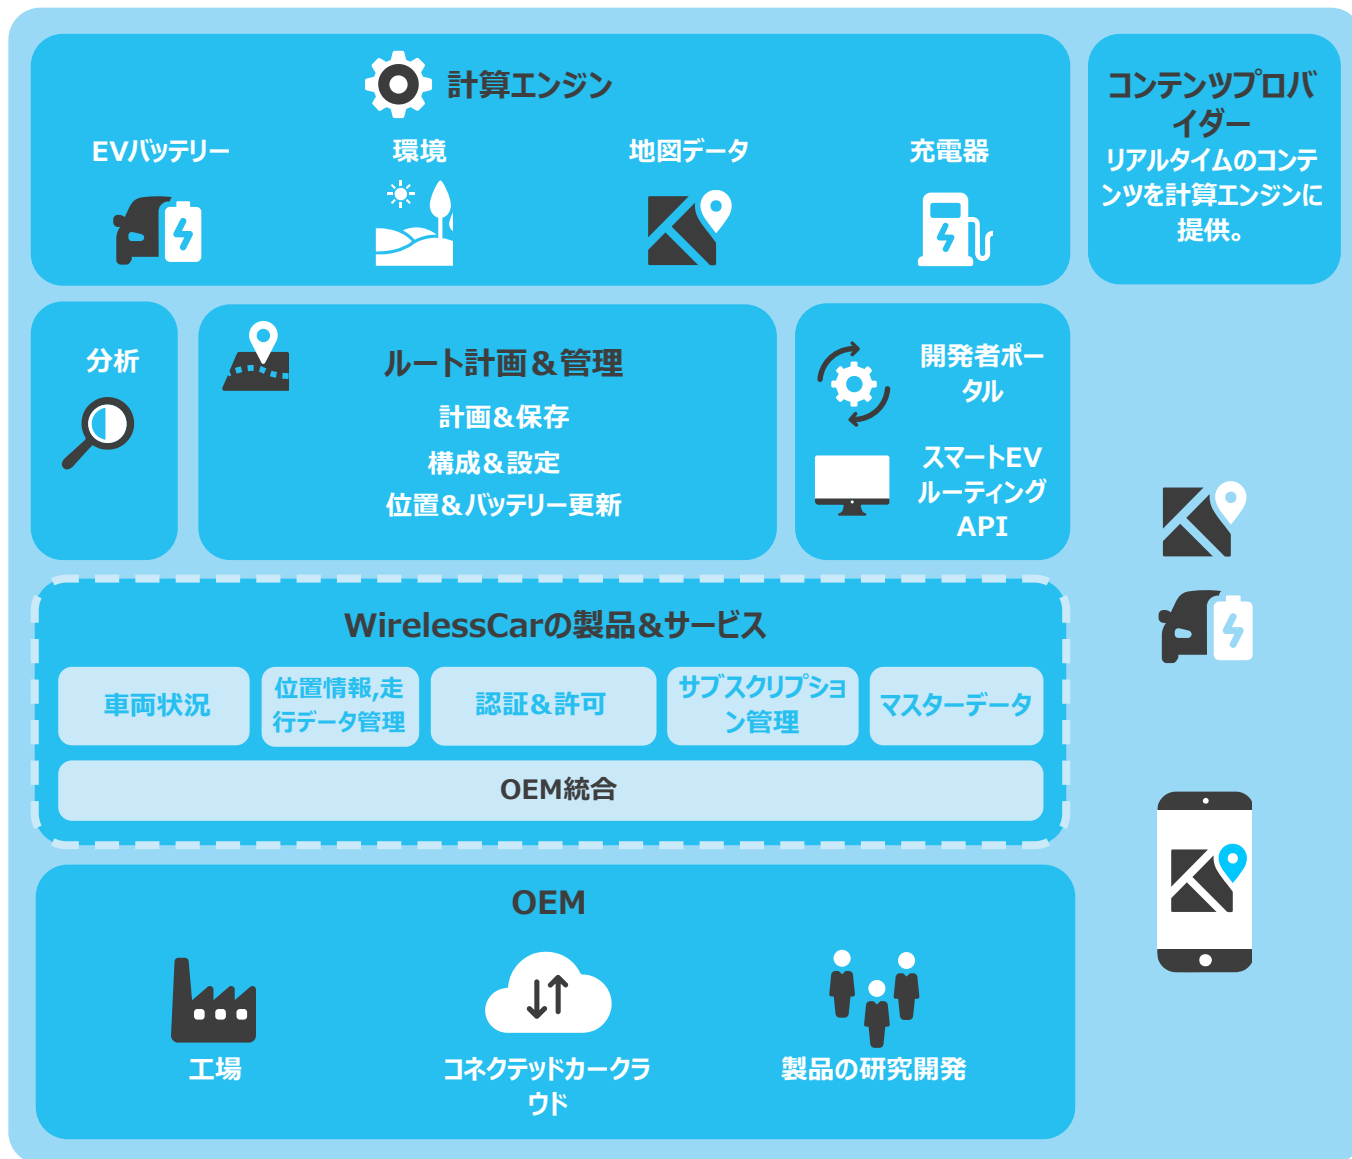 計算エンジン
EVバッテリー
環境
地図データ
充電器
コンテンツプロバ
イダー
リアルタイムのコンテ
ンツを計算エンジンに
提供。
分析
ルート計画＆管理
計画&保存
構成&設定
位置&バッテリー更新
開発者ポー
タル
スマートEV
ルーティング
API
WirelessCarの製品&サービス
車両状況
位置情報,走
行データ管理
認証&許可
サブスクリプショ
ン管理
マスターデータ
OEM統合
OEM
工場
コネクテッドカークラ
ウド
製品の研究開発